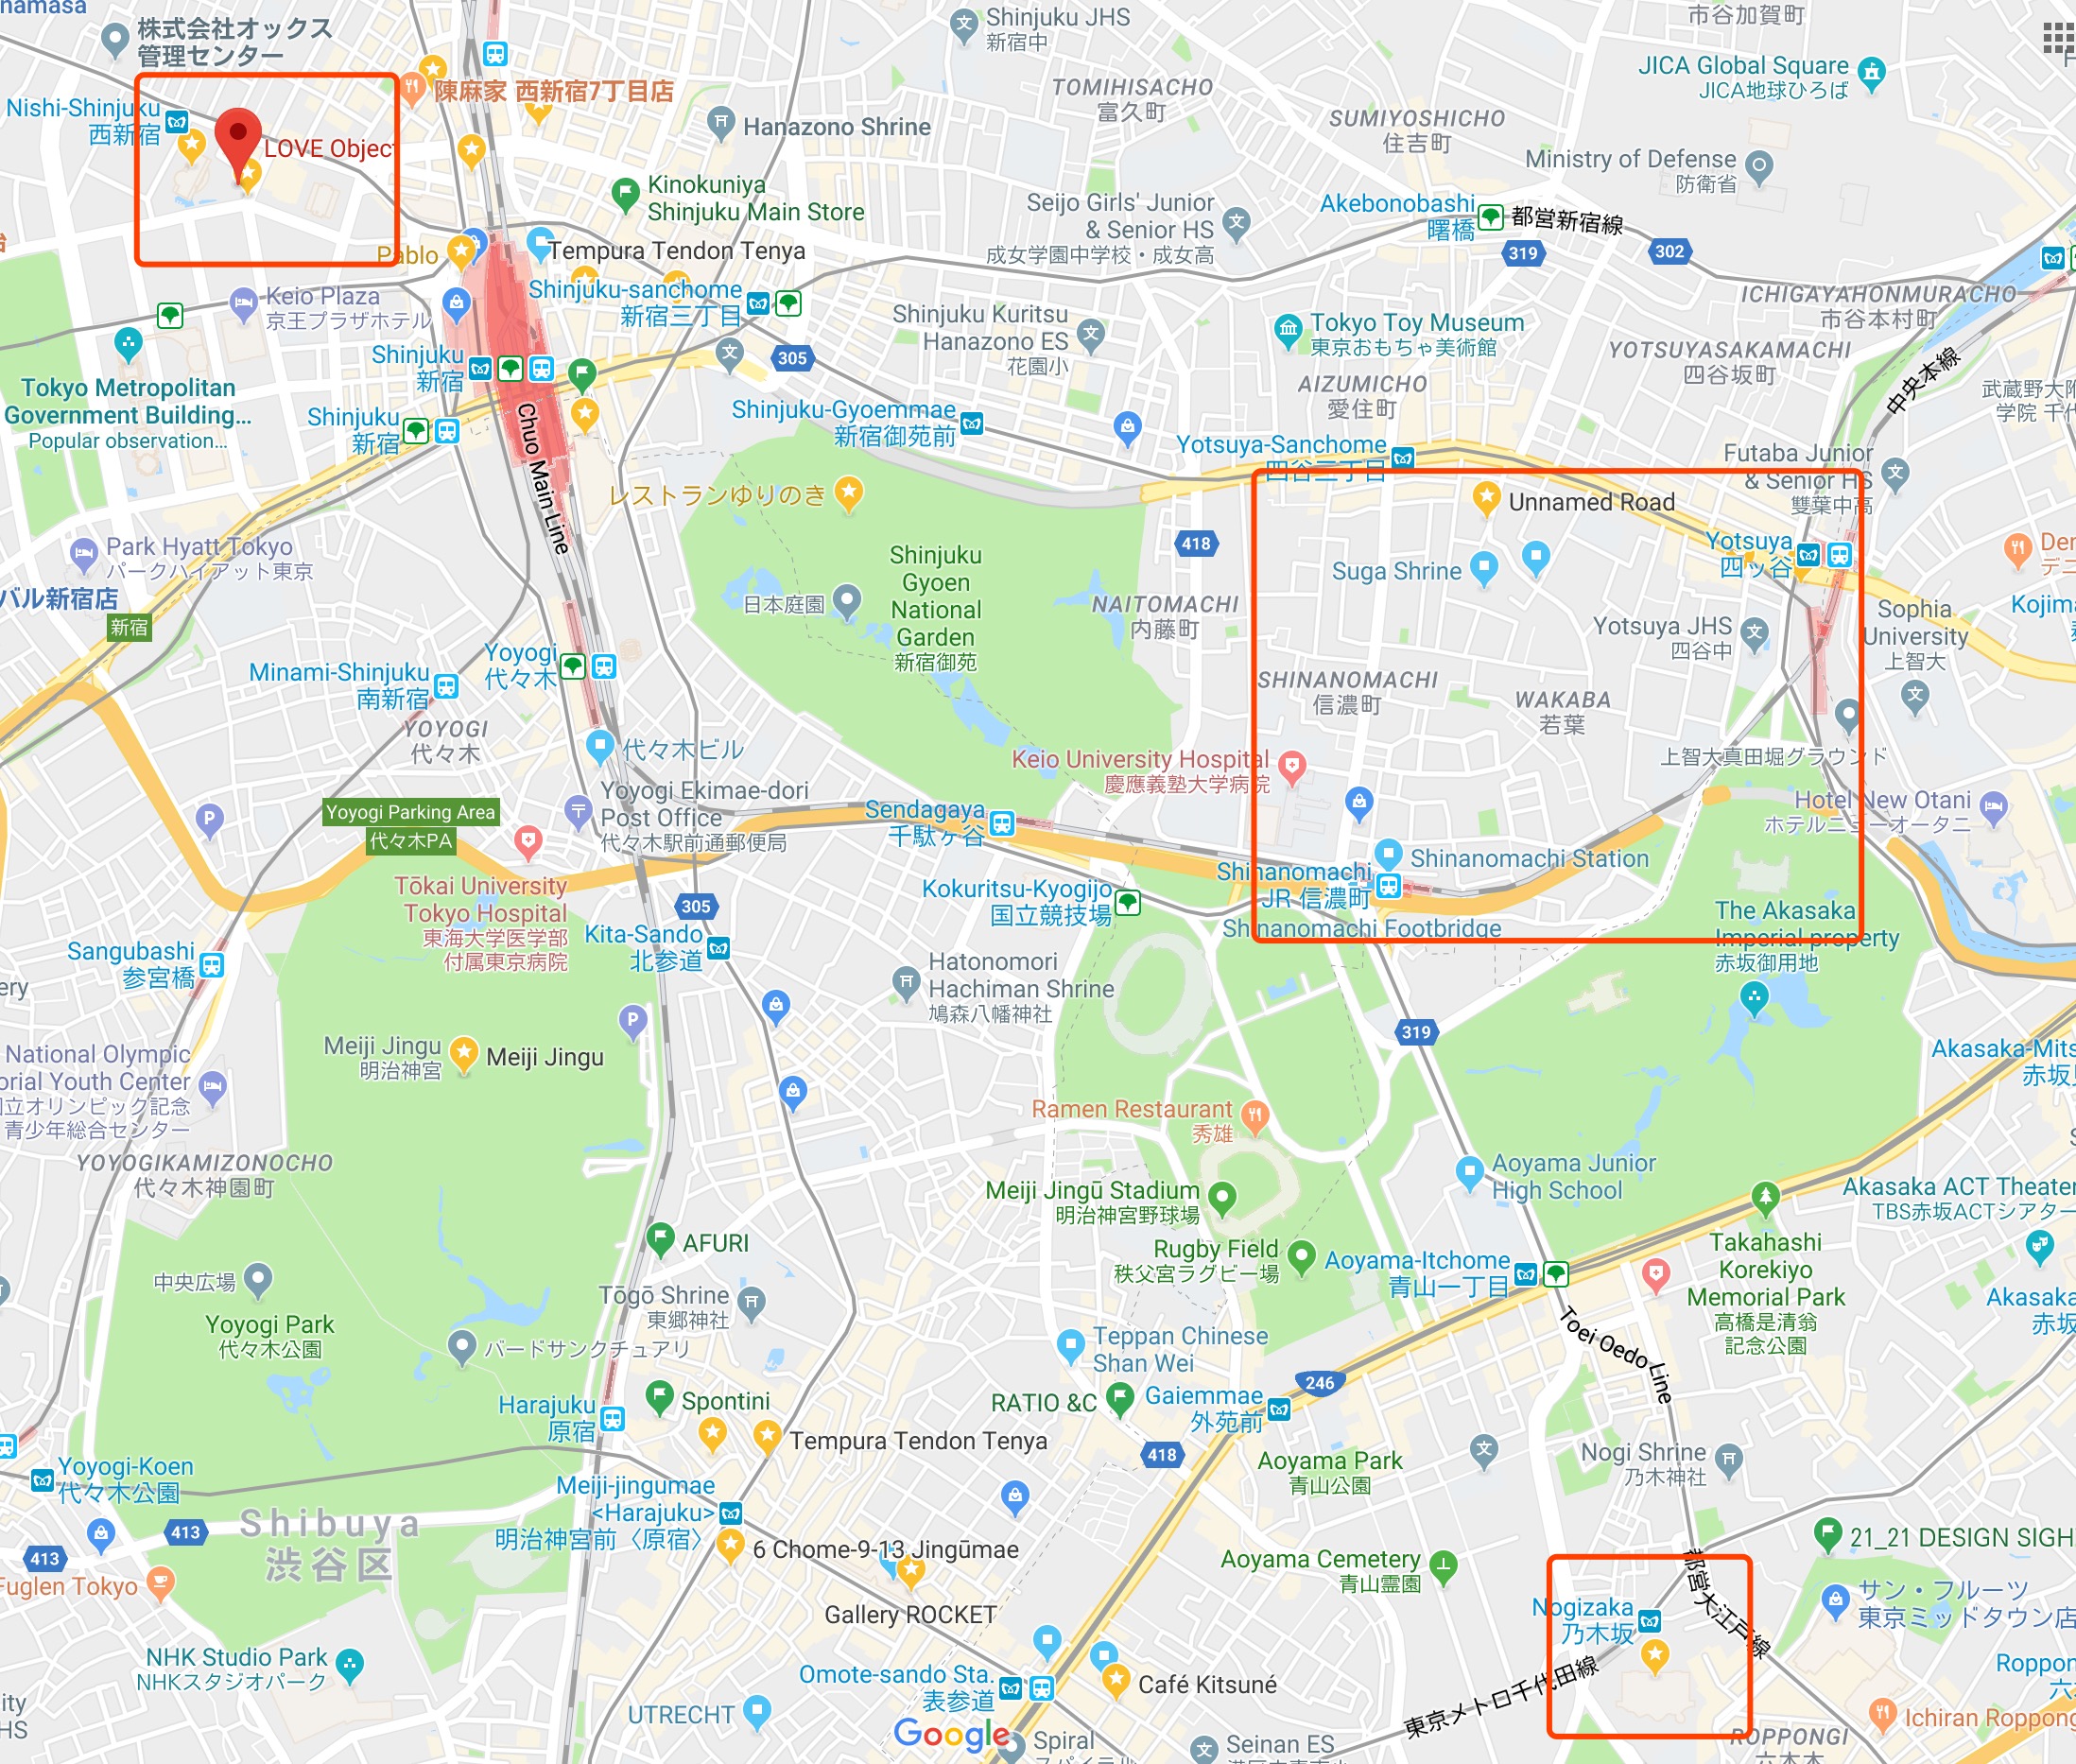 namasa
株式会社オックス
管理センター
Nishi-Shinjuku
西新宿
LOVE Objec
陳麻家 西新宿7丁目店
Shinjuku JHS
新宿中
Hanazono Shrine
Kinokuniya
Shinjuku Main Store
TOMIHISACHO
富久町
市谷加賀町
JICA Global Square
JICA地球ひろば
SUMIYOSHICHO
住吉町
Ministry of Defense
防衛省
Seijo Girls' Junior
& Senior HS
成女学園中学校・成女高
Akebonobashi
曙橋
都営新宿線
319
302
Pablo
Tempura Tendon Tenya
Shinjuku-sanchome
新宿三丁目
Keio Plaza
京王プラザホテル
Shinjuku
新宿
Shinjuku
新宿
Tokyo Metropolitan
Government Building...
Popular observation...
Chuo Main Line
305
Shinjuku Kuritsu
Hanazono ES
花園小
Tokyo Toy Museum
東京おもちゃ美術館
ICHIGAYAHONMURACHO
市谷本村町
YOTSUYASAKAMACHI
四谷坂町
中央本線
武蔵野大附
学院 千代
AIZUMICHO
愛住町
Shinjuku-Gyoemmae
新宿御苑前
Yotsuya-Sanchome
四谷三丁目
Futaba Junior
& Senior HS
雙葉中高
レストランゆりのき
Unnamed Road
418
Park Hyatt Tokyo
パークハイアット東京
バル新宿店
新宿
Shinjuku
Gyoen
National
Garden
新宿御苑
日本庭園
NAITOMACHI
内藤町
Suga Shrine
Yotsuya
四ッ谷
Den
デニ
Yotsuya JHS
四谷中
Sophia
University
上智大
Kojima
Minami-Shinjuku
南新宿
Yoyogi
代々木
YOYOGI
代々木
代々木ビル
SHINANOMACHI
信濃町
WAKABA
若葉
上智大真田堀グラウンド
Keio University Hospital
慶應義塾大学病院
Yoyogi Parking Area
代々木PA
Yoyogi Ekimae-dori
Post Office
代々木駅前通郵便局
Sendagaya
千駄ヶ谷
Hotel New Otani
ホテルニューオータニ
Shinanomachi
JR 信濃町
Shinanomachi Station
Shinanomachi Footbridge
Tōkai University
Tokyo Hospital
東海大学医学部
付属東京病院
305
Kokuritsu-Kyogijo
国立競技場
The Akasaka
Imperial property
赤坂御用地
Sangubashi
参宮橋
Kita-Sando
北参道
Hatonomori
Hachiman Shrine
鳩森八幡神社
ery
319
Meiji Jingu
明治神宮
Meiji Jingu
National Olympic
orial Youth Center
国立オリンピック記念
青少年総合センター
Akasaka-Mits
赤坂
Ramen Restaurant
秀雄
YOYOGIKAMIZONOCHO
代々木神園町
Aoyama Junior
High School
Meiji Jingū Stadium
明治神宮野球場
Akasaka ACT Theater
TBS赤坂ACTシアター
AFURI
Rugby Field
秩父宮ラグビー場
Aoyama-Itchome
青山一丁目
Takahashi
Korekiyo
Memorial Park
高橋是清翁
記念公園
中央広場
Yoyogi Park
代々木公園
Tōgō Shrine
東郷神社
バードサンクチュアリ
Akasaka
赤坂
Toei Oedo Line
Teppan Chinese
Shan Wei
246
Harajuku
原宿
Spontini
RATIO &C
Gaiemmae
外苑前
Tempura Tendon Tenya
418
Aoyama Park
青山公園
Nogi Shrine
乃木神社
Yoyogi-Koen
代々木公園
Meiji-jingumae
<Harajuku>
明治神宮前〈原宿〉
Shibuya
渋谷区
413
413
Fuglen Tokyo
6 Chome-9-13 Jingūmae
Gallery ROCKET
Aoyama Cemetery
青山霊園
21_21 DESIGN SIGH
都営大江戸線
サン・フルーツ
東京ミッドタウン店
Nogizaka
乃木坂
東京メトロ千代田線
NHK Studio Park
NHKスタジオパーク
Omote-sando Sta.
表参道
Café Kitsuné
Roppon
六本
UTRECHT
Google
Spiral
スパイラル
Seinan ES
ROPPONGI
六本木
Ichiran Roppong
ity
HS